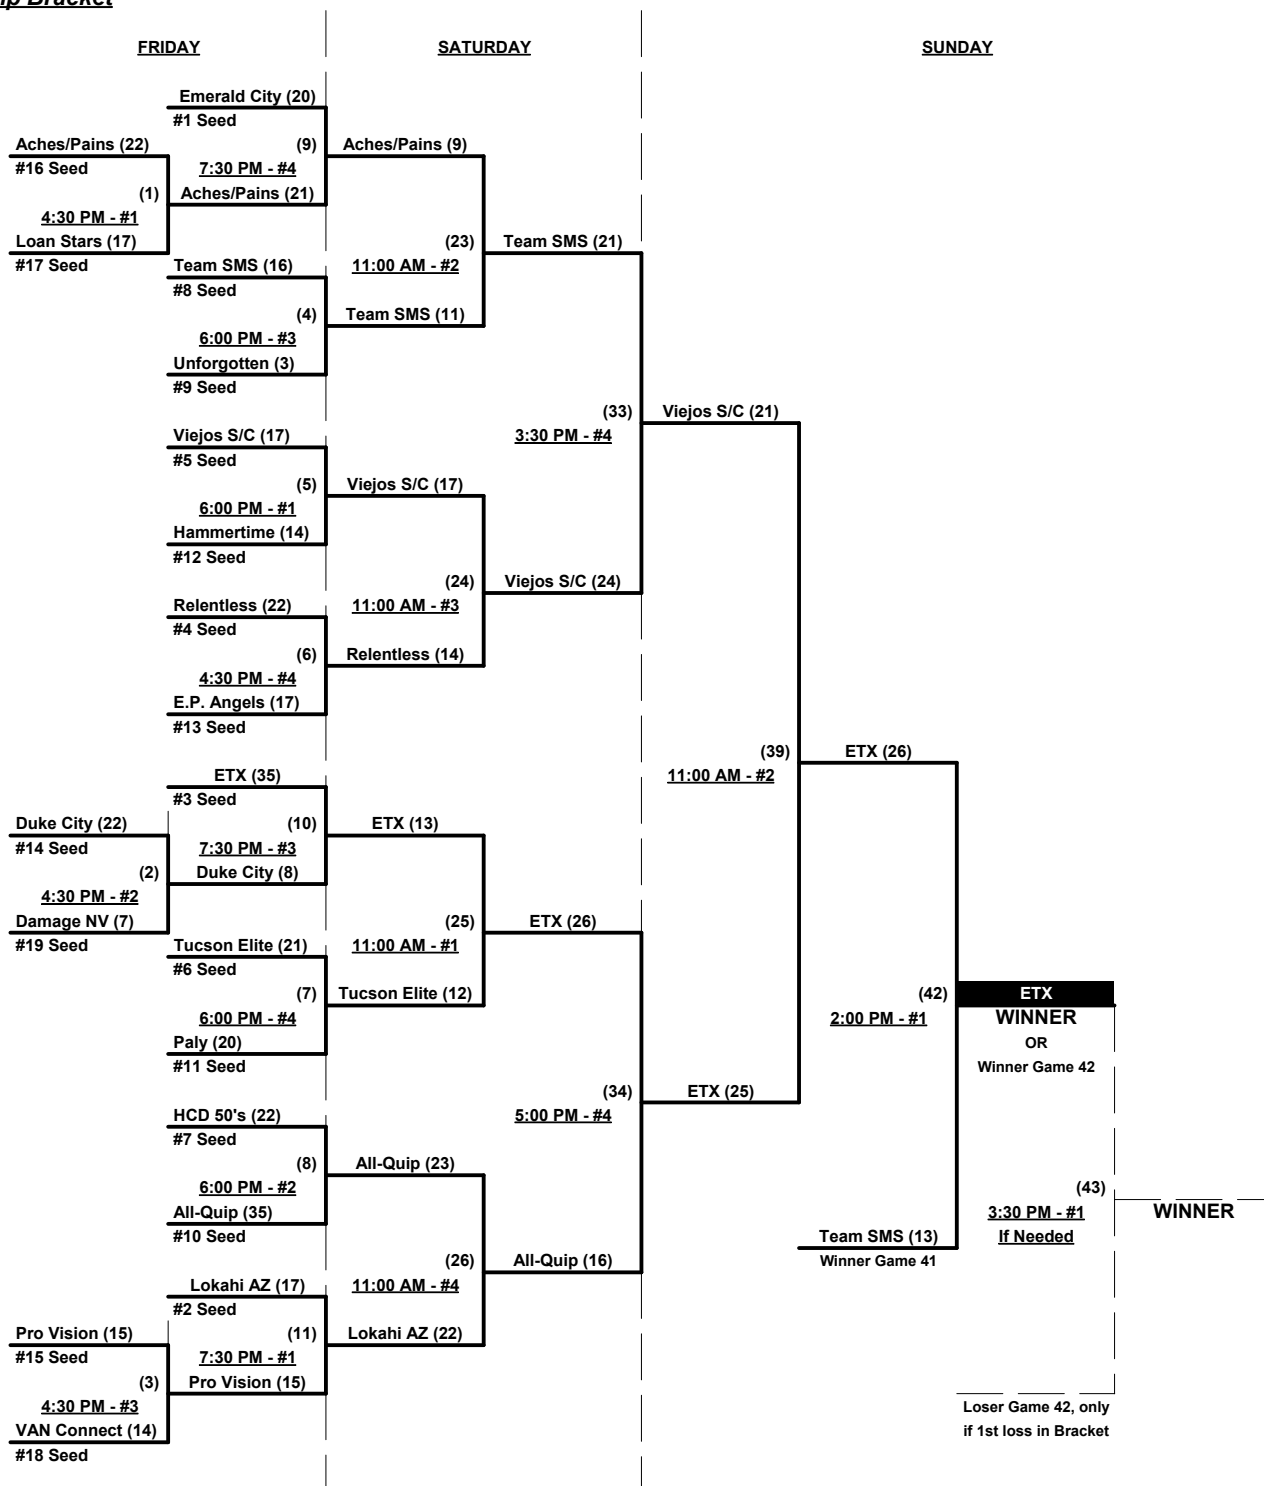 Bracket
FRIDAY
SATURDAY
SUNDAY
Emerald City (20)
#1 Seed
Aches/Pains (22)
(9)
Aches/Pains (9)
#16 Seed
7:30 PM - #4
(1)
Aches/Pains (21)
4:30 PM - #1
Loan Stars (17)
(23)
Team SMS (21)
#17 Seed
Team SMS (16)
11:00 AM - #2
#8 Seed
(4)
Team SMS (11)
6:00 PM - #3
Unforgotten (3)
#9 Seed
(33)
Viejos S/C (21)
Viejos S/C (17)
3:30 PM - #4
#5 Seed
(5)
Viejos S/C (17)
6:00 PM - #1
Hammertime (14)
#12 Seed
(24)
Viejos S/C (24)
Relentless (22)
11:00 AM - #3
#4 Seed
(6)
Relentless (14)
4:30 PM - #4
E.P. Angels (17)
#13 Seed
(39)
ETX (26)
ETX (35)
11:00 AM - #2
#3 Seed
Duke City (22)
(10)
ETX (13)
#14 Seed
7:30 PM - #3
(2)
Duke City (8)
4:30 PM - #2
Damage NV (7)
(25)
ETX (26)
#19 Seed
Tucson Elite (21)
11:00 AM - #1
#6 Seed
(7)
Tucson Elite (12)
(42)
ETX
6:00 PM - #4
2:00 PM - #1
WINNER
Paly (20)
OR
#11 Seed
Winner Game 42
(34)
ETX (25)
HCD 50's (22)
5:00 PM - #4
#7 Seed
(8)
All-Quip (23)
6:00 PM - #2
(43)
All-Quip (35)
3:30 PM - #1
WINNER
#10 Seed
Team SMS (13)
If Needed
(26)
All-Quip (16)
Winner Game 41
Lokahi AZ (17)
11:00 AM - #4
#2 Seed
Pro Vision (15)
(11)
Lokahi AZ (22)
#15 Seed
7:30 PM - #1
(3)
Pro Vision (15)
4:30 PM - #3
Loser Game 42, only
VAN Connect (14)
if 1st loss in Bracket
#18 Seed